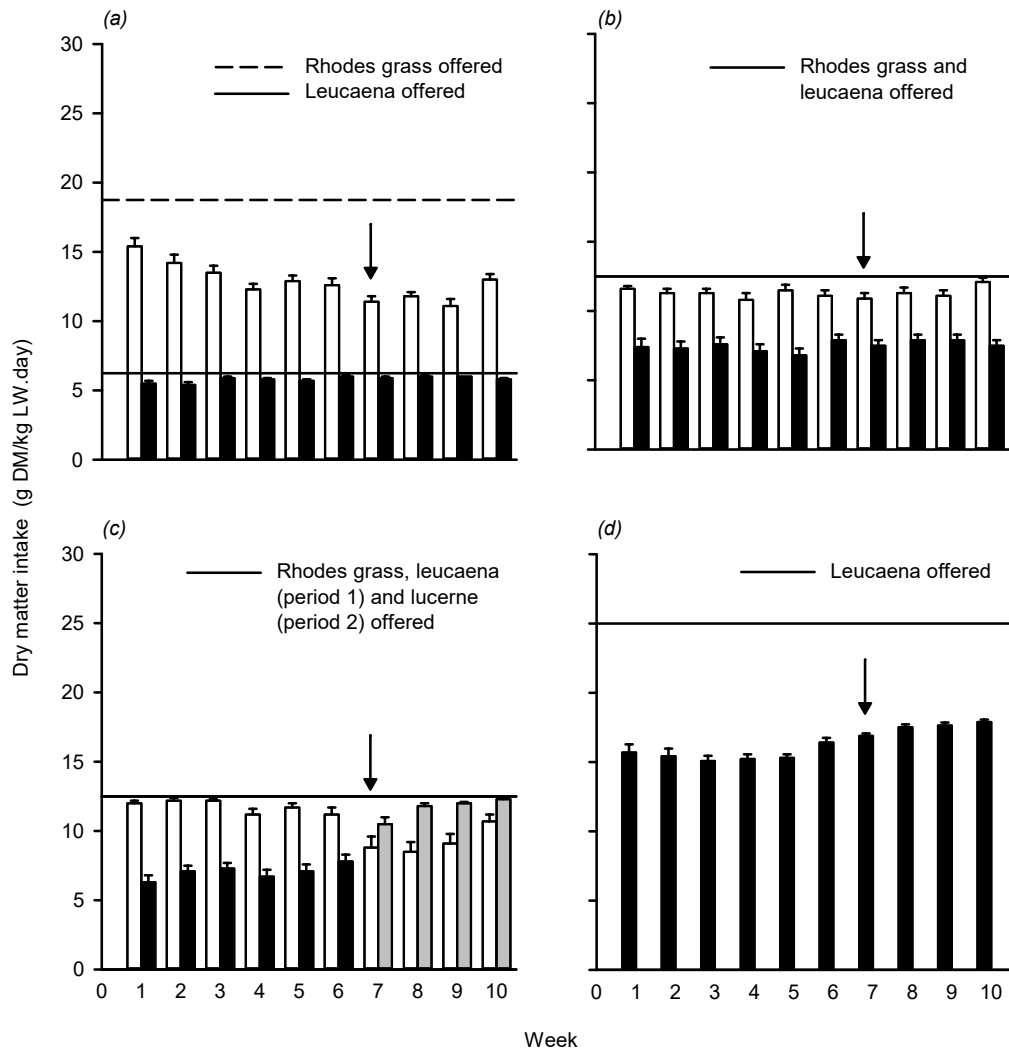 (a)
(b)
30
25
20
15
10
5
0
Rhodes grass offered
Leucaena offered
Rhodes grass and
leucaena offered
Dry matter intake (g DM/kg LW.day)
(c)
(d)
30
25
20
15
10
5
0
Rhodes grass, leucaena
(period 1) and lucerne
(period 2) offered
Leucaena offered
0 1 2 3 4 5 6 7 8 9 10
0 1 2 3 4 5 6 7 8 9 10
Week